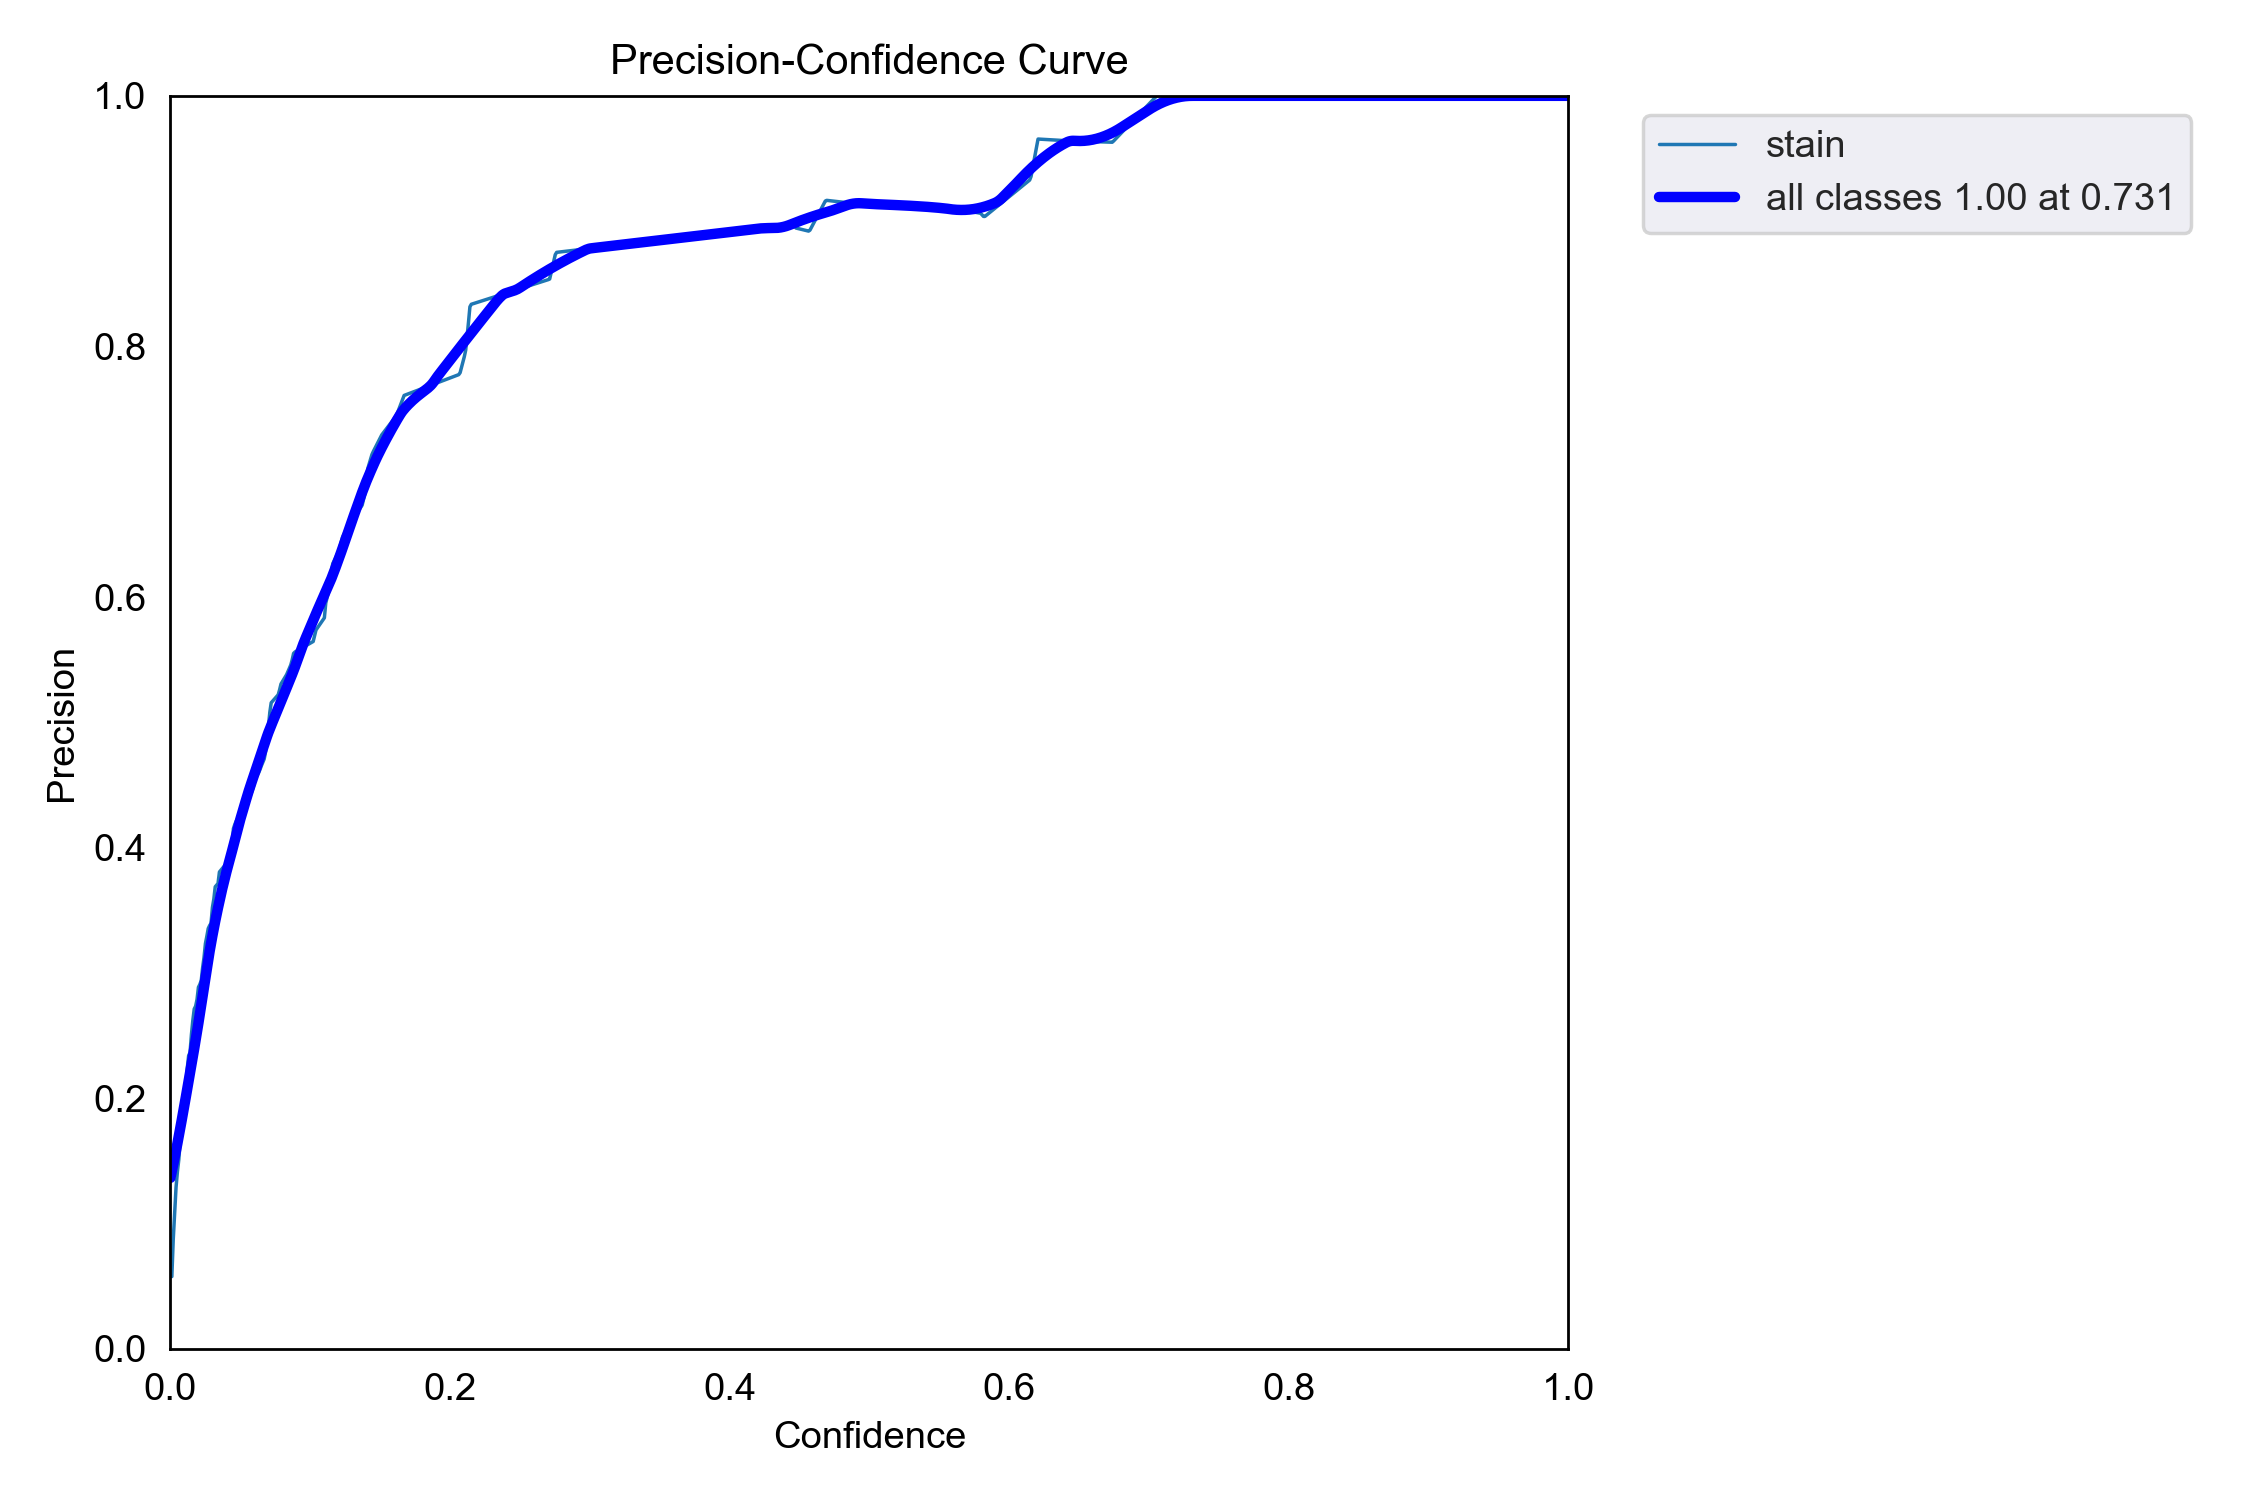 Precision-Confidence Curve
1.0
0.8
0.6
0.4
0.2
0.0
Precision
0.0 0.2 0.4 0.6 0.8 1.0
Confidence
stain
all classes 1.00 at 0.731